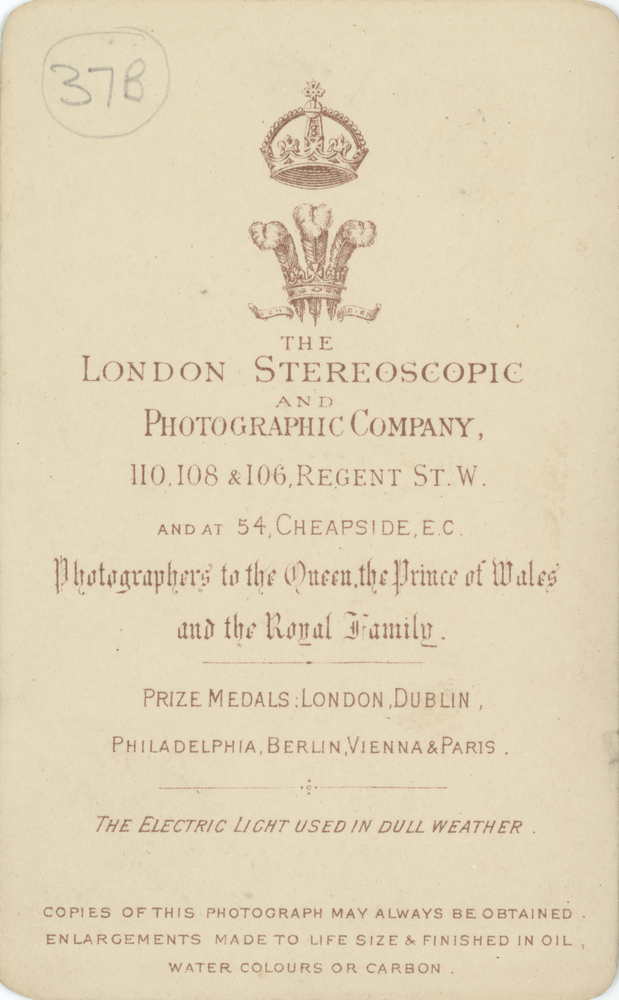 37B
THE
LONDON STEREOSCOPIC
AND
PHOTOGRAPHIC COMPANY,
110, 108 & 106, REGENT ST. W.
AND AT 54, CHEAPSIDE, E.C.
Photographers to the Queen, the Prince of Wales
and the Royal Family.
PRIZE MEDALS: LONDON, DUBLIN,
PHILADELPHIA, BERLIN, VIENNA & PARIS.
THE ELECTRIC LIGHT USED IN DULL WEATHER.
COPIES OF THIS PHOTOGRAPH MAY ALWAYS BE OBTAINED.
ENLARGEMENTS MADE TO LIFE SIZE & FINISHED IN OIL,
WATER COLOURS OR CARBON.